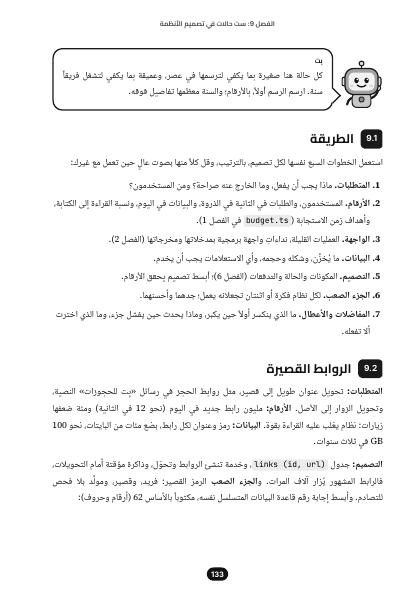 الفصل 9: ست حالات في تصميم الأنظمة
بِت
كل حالة هنا صغيرة بما يكفي لترسمها في عصر، وعميقة بما يكفي لتشغل فريقاً
سنة. ارسم الرسم أولاً، بالأرقام؛ والسنة معظمها تفاصيل فوقه.
9.1 الطريقة
استعمل الخطوات السبع نفسها لكل تصميم، بالترتيب، وقل كلاً منها بصوت عالٍ حين تعمل مع غيرك:
1. المتطلبات. ماذا يجب أن يفعل، وما الخارج عنه صراحة؟ ومن المستخدمون؟
2. الأرقام. المستخدمون، والطلبات في الثانية في الذروة، والبيانات في اليوم، ونسبة القراءة إلى الكتابة،
وأهداف زمن الاستجابة (budget.ts في الفصل 1).
3. الواجهة. العمليات القليلة، نداءاتِ واجهة برمجية بمدخلاتها ومخرجاتها (الفصل 2).
4. البيانات. ما يُخزَّن، وشكله وحجمه، وأي الاستعلامات يجب أن يخدم.
5. التصميم. المكونات والحالة والتدفقات (الفصل 6)؛ أبسط تصميم يحقق الأرقام.
6. الجزء الصعب. لكل نظام فكرة أو اثنتان تجعلانه يعمل؛ جدهما وأحسنهما.
7. المفاضلات والأعطال. ما الذي ينكسر أولاً حين يكبر، وماذا يحدث حين يفشل جزء، وما الذي اخترت
ألا تفعله.
9.2 الروابط القصيرة
المتطلبات: تحويل عنوان طويل إلى قصير، مثل روابط الحجز في رسائل «بِت للحجوزات» النصية،
وتحويل الزوار إلى الأصل. الأرقام: مليون رابط جديد في اليوم (نحو 12 في الثانية) ومئة ضعفها
زيارات: نظام يغلب عليه القراءة بقوة. البيانات: رمز وعنوان لكل رابط، بضع مئات من البايتات، نحو 100
GB في ثلاث سنوات.
التصميم: جدول links (id, url)، وخدمة تنشئ الروابط وتحوّل، وذاكرة مؤقتة أمام التحويلات،
فالرابط المشهور يُزار آلاف المرات. والجزء الصعب الرمز القصير: فريد، وقصير، ومولَّد بلا فحص
للتصادم. وأبسط إجابة رقم قاعدة البيانات المتسلسل نفسه، مكتوباً بالأساس 62 (أرقام وحروف):
133